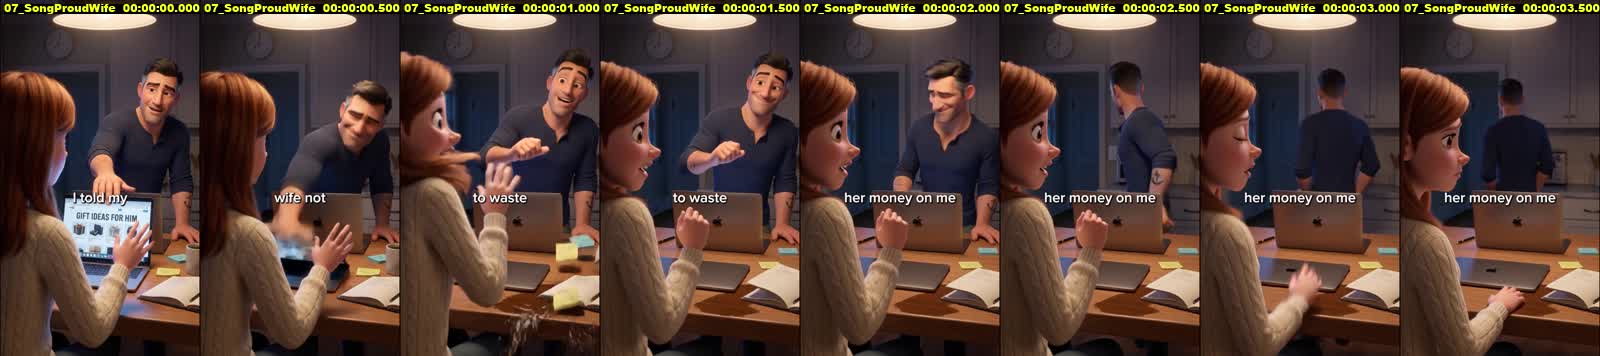 07_SongProudWife 00:00:00.000
07_SongProudWife 00:00:00.500
07_SongProudWife 00:00:01.000
07_SongProudWife 00:00:01.500
07_SongProudWife 00:00:02.000
07_SongProudWife 00:00:02.500
07_SongProudWife 00:00:03.000
07_SongProudWife 00:00:03.500
I told my
GIFT IDEAS FOR HIM
wife not
to waste
to waste
her money on me
her money on me
her money on me
her money on me